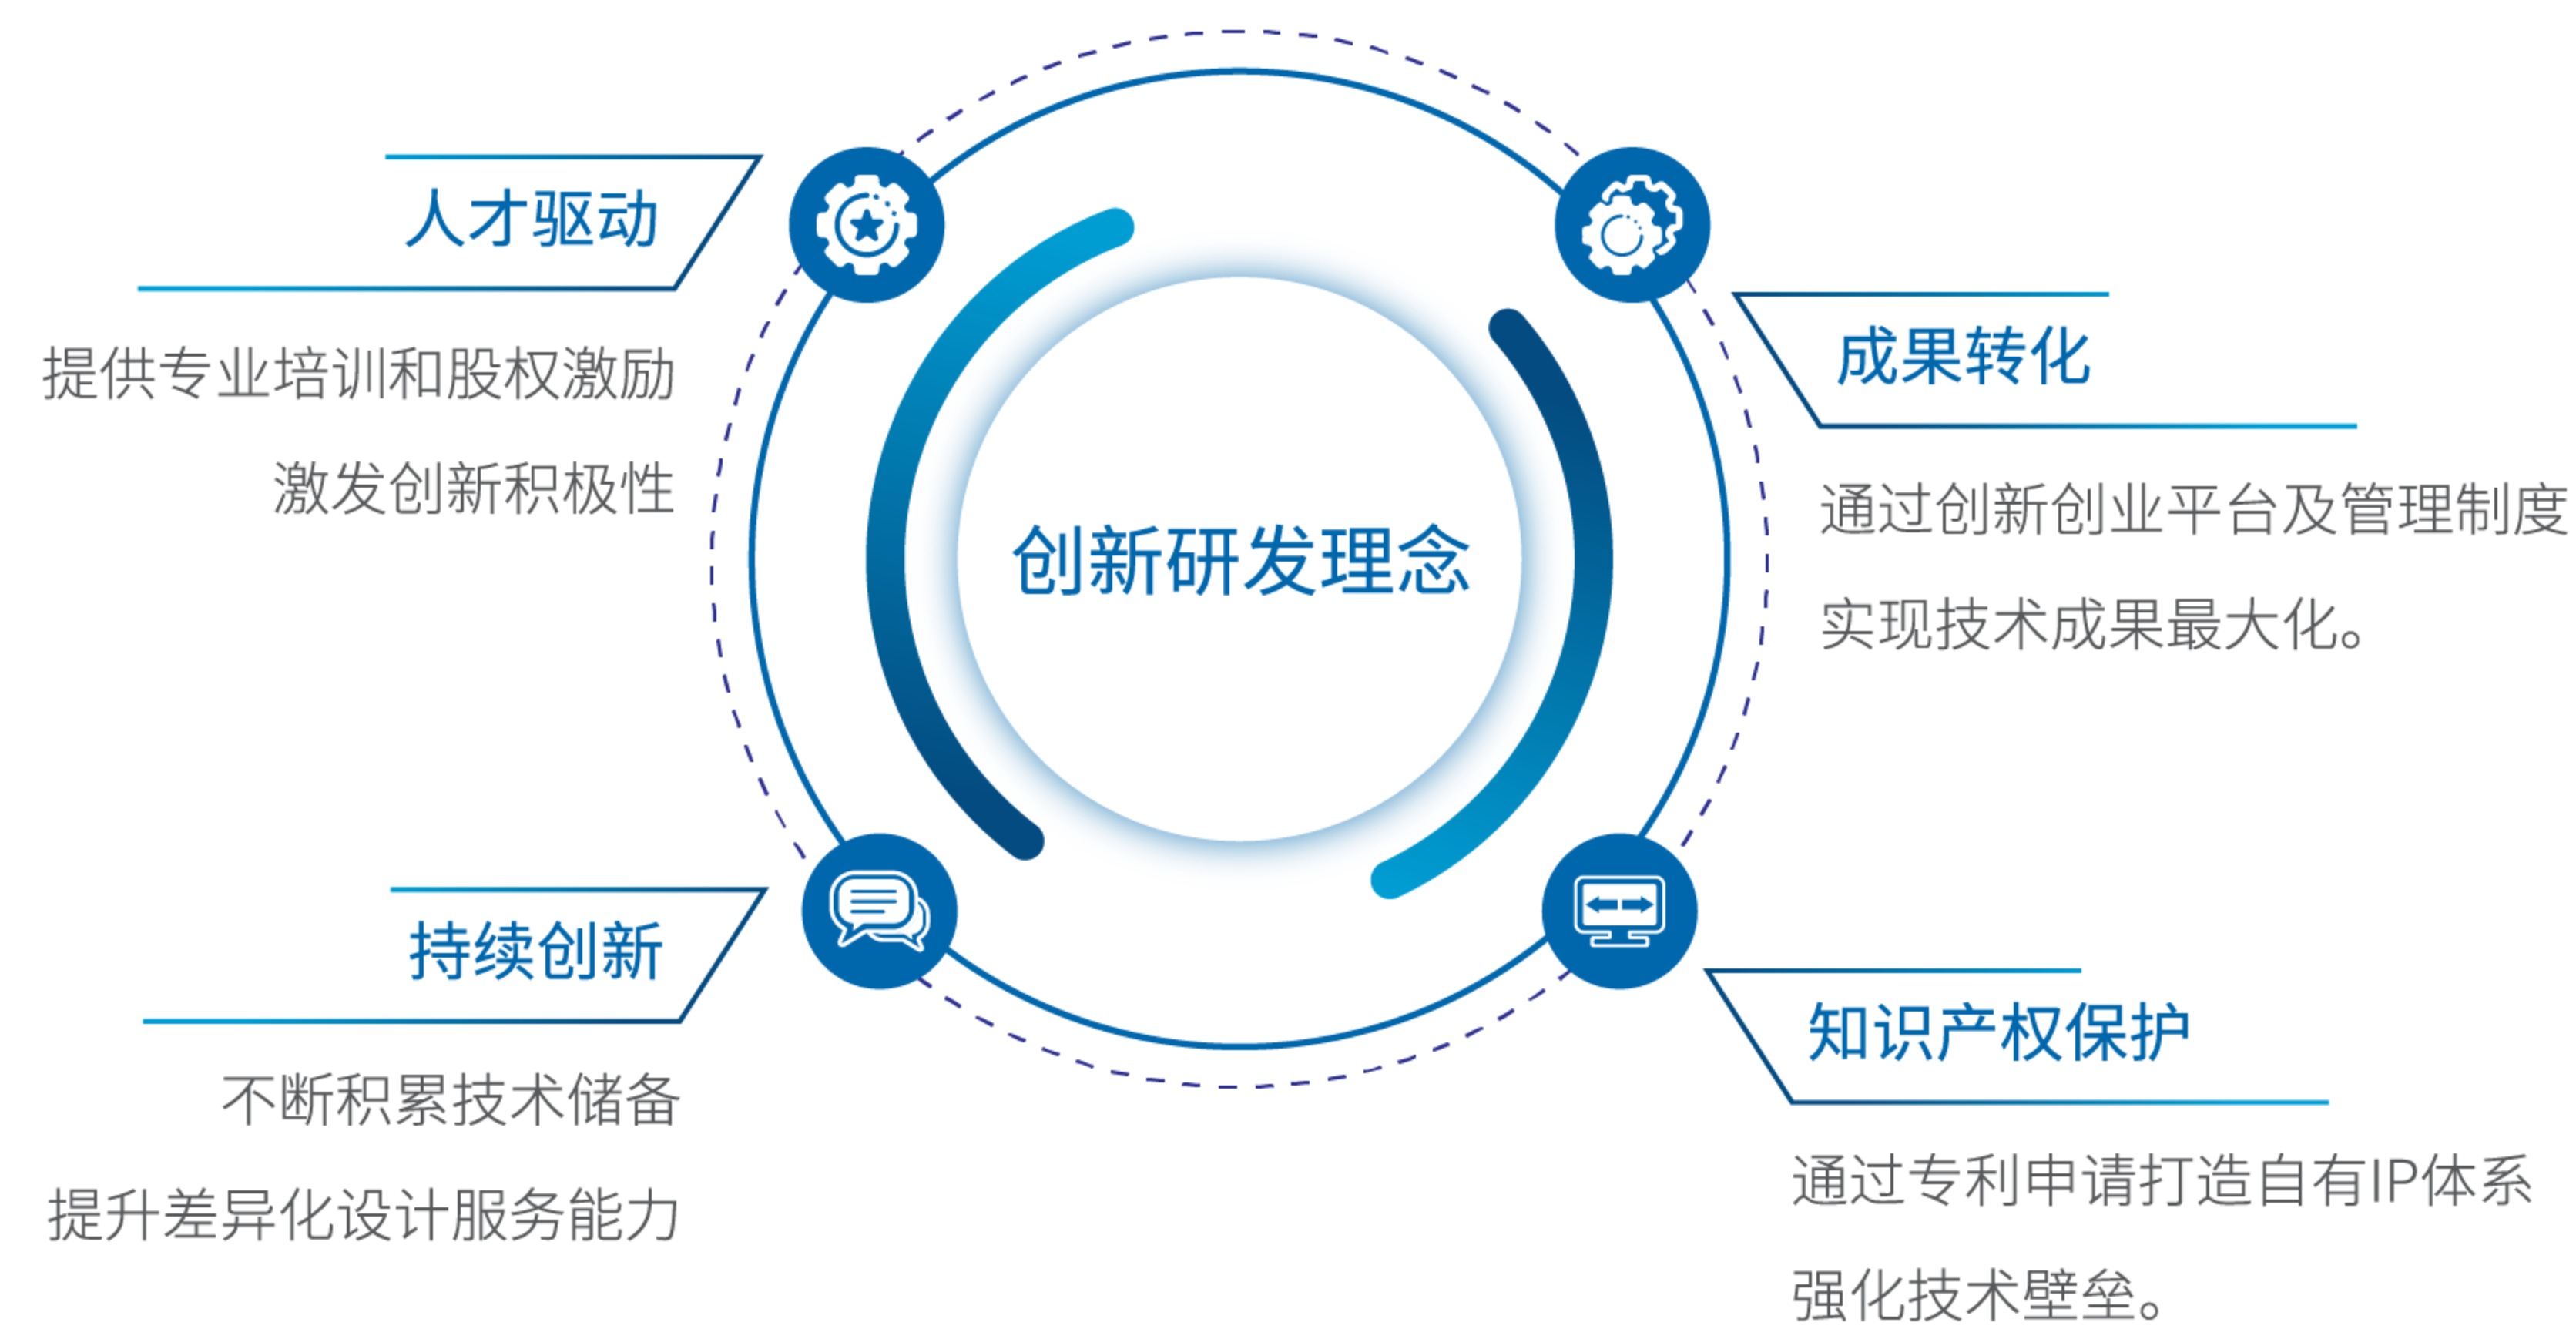 人才驱动
提供专业培训和股权激励
激发创新积极性
成果转化
通过创新创业平台及管理制度
实现技术成果最大化。
创新研发理念
持续创新
不断积累技术储备
提升差异化设计服务能力
知识产权保护
通过专利申请打造自有IP体系
强化技术壁垒。